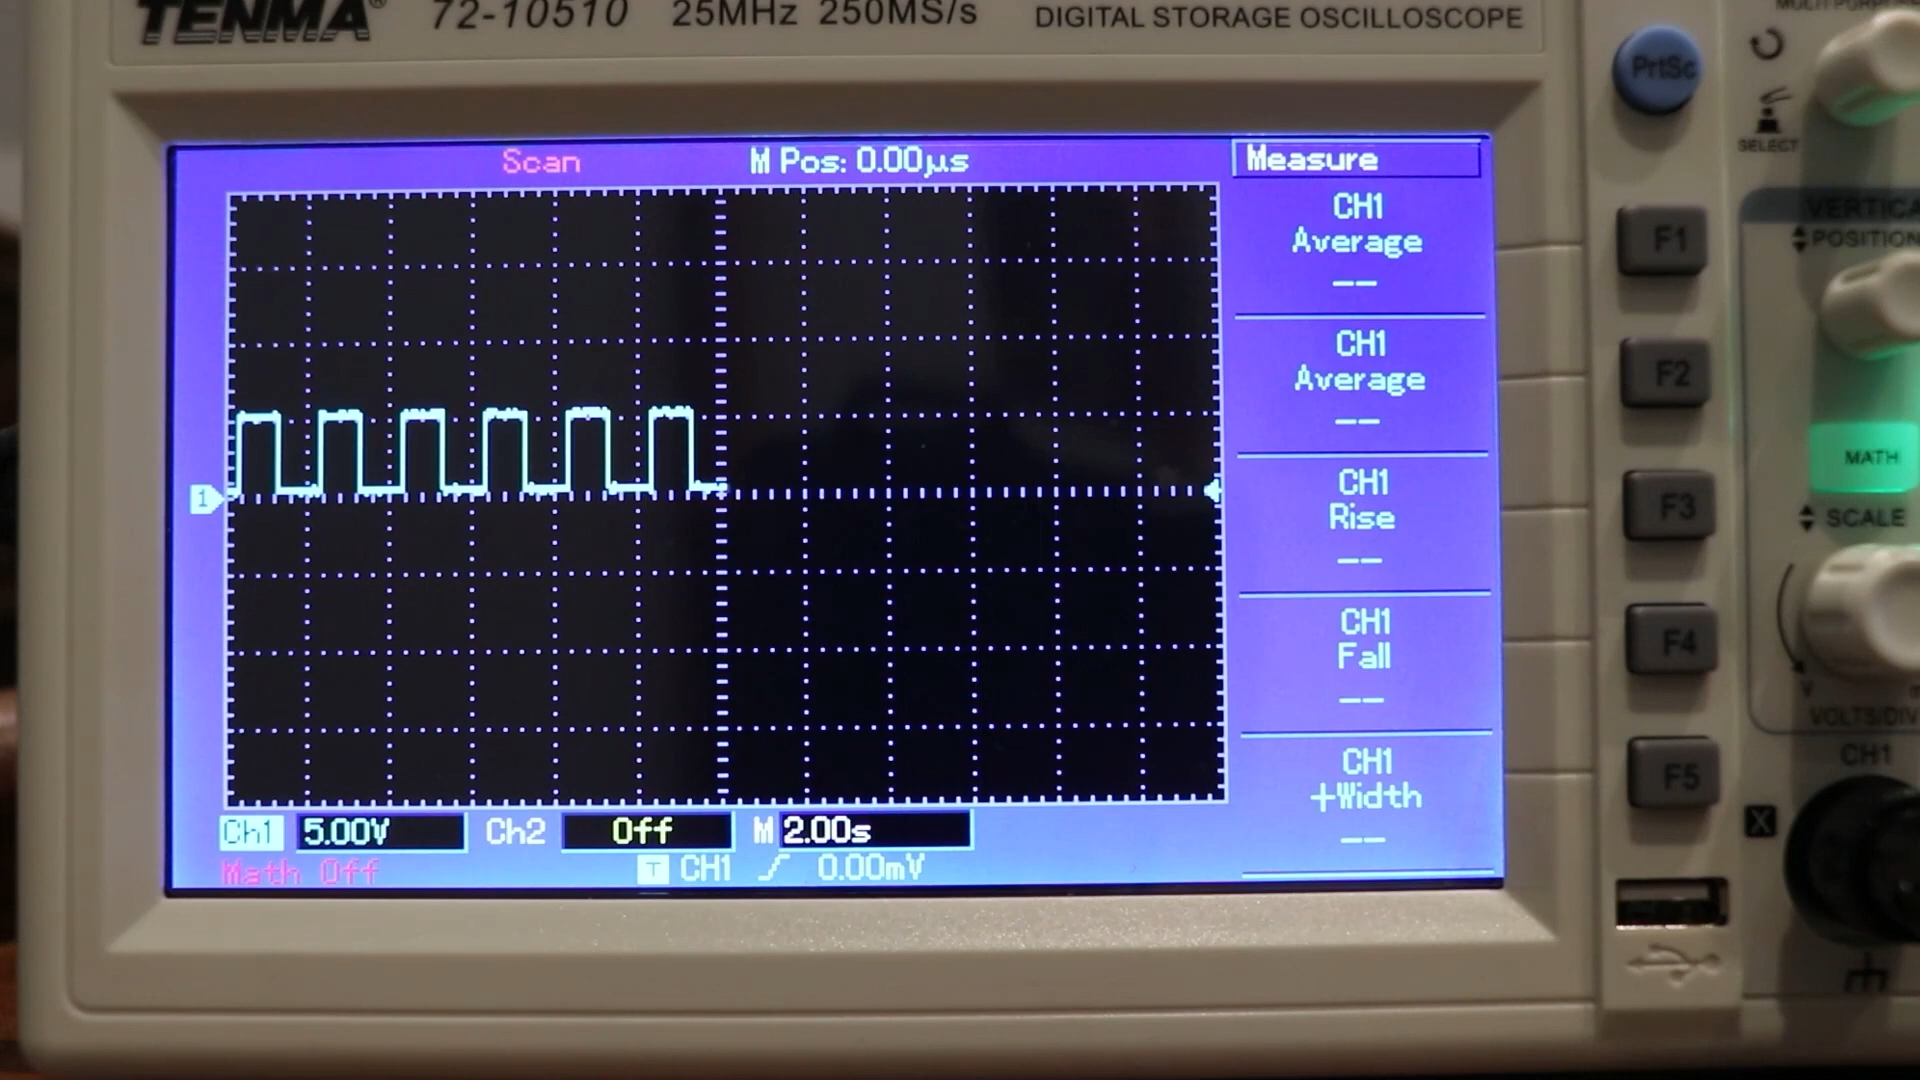 TENMA® 72-10510 25MHz 250MS/s DIGITAL STORAGE OSCILLOSCOPE
PrtSc
SELECT
Scan M Pos: 0.00µs Measure
CH1
Average
--
CH1
Average
--
CH1
Rise
--
CH1
Fall
--
CH1
+Width
--
1
Ch1 5.00V Ch2 Off M 2.00s
Math Off T CH1 0.00mV
F1
F2
F3
F4
F5
POSITION
MATH
SCALE
V
VOLTS/DIV
CH1
X